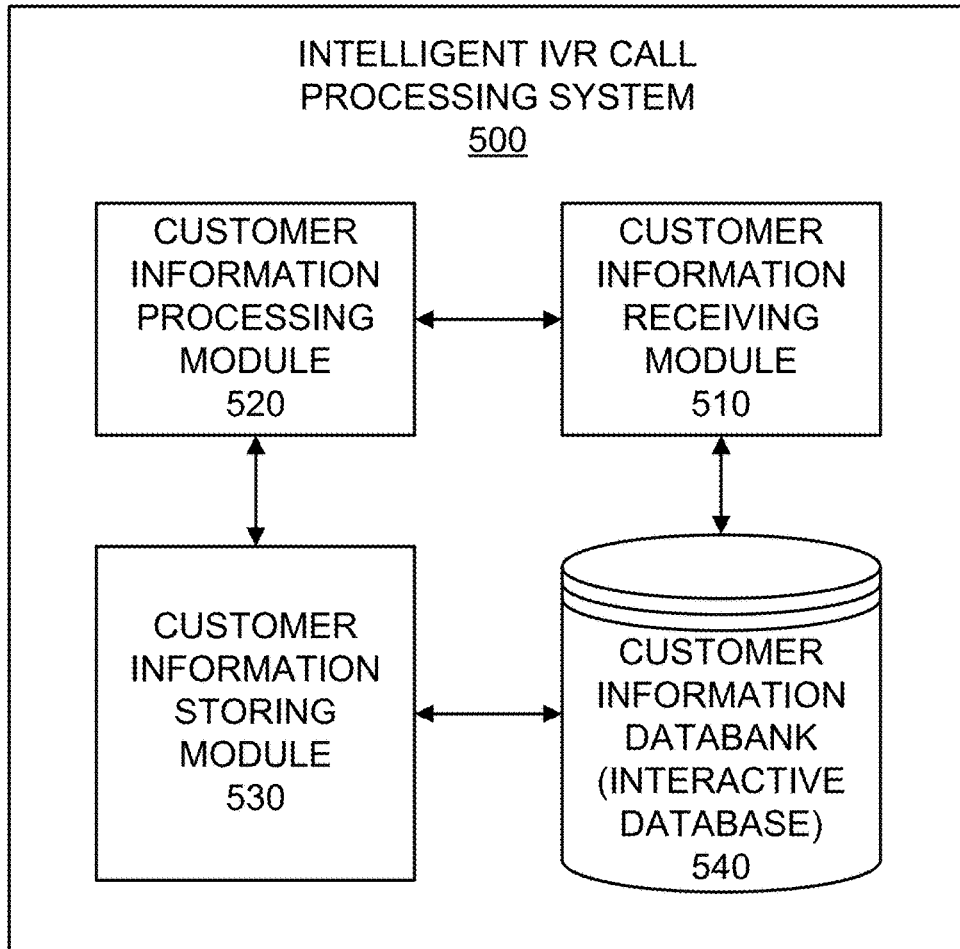 INTELLIGENT IVR CALL
PROCESSING SYSTEM
500
CUSTOMER
INFORMATION
PROCESSING
MODULE
520
CUSTOMER
INFORMATION
RECEIVING
MODULE
510
CUSTOMER
INFORMATION
STORING
MODULE
530
CUSTOMER
INFORMATION
DATABANK
(INTERACTIVE
DATABASE)
540